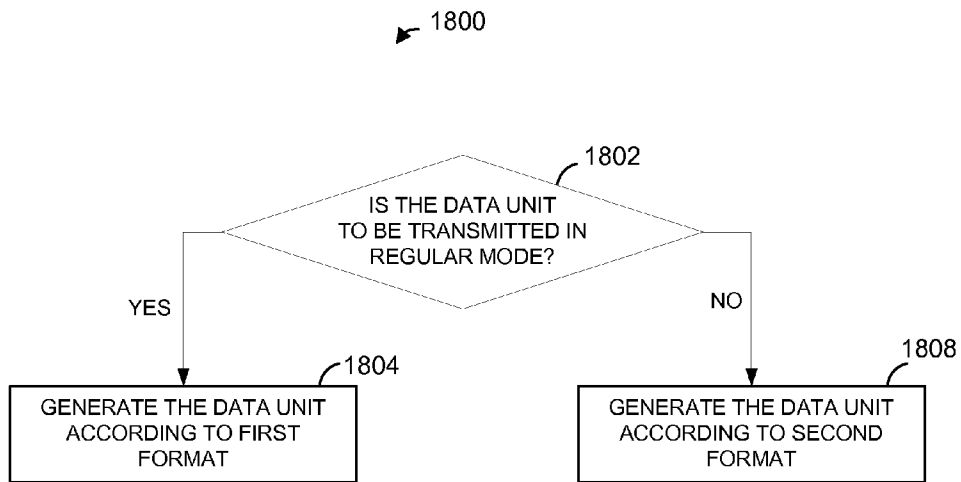 1800
1802
IS THE DATA UNIT
TO BE TRANSMITTED IN
REGULAR MODE?
YES
NO
1804
GENERATE THE DATA UNIT
ACCORDING TO FIRST
FORMAT
1808
GENERATE THE DATA UNIT
ACCORDING TO SECOND
FORMAT